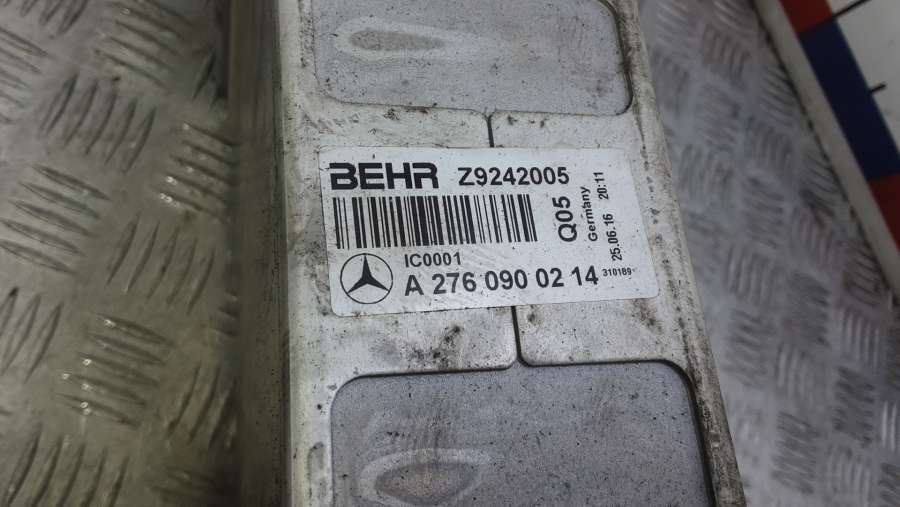 BEHR Z9242005
IC0001
A 276 090 02 14 310189
Q05
Germany
25.06.16 20:11